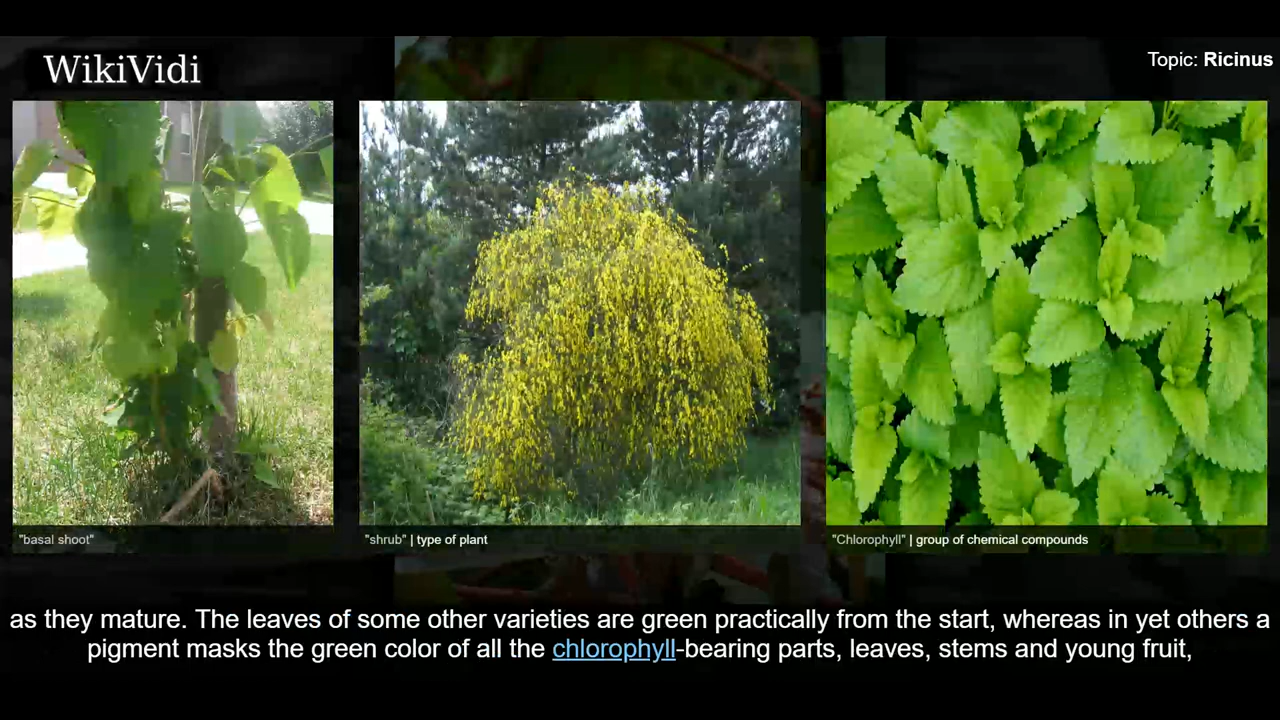 WikiVidi
Topic: Ricinus
"basal shoot"
"shrub" | type of plant
"Chlorophyll" | group of chemical compounds
as they mature. The leaves of some other varieties are green practically from the start, whereas in yet others a
pigment masks the green color of all the chlorophyll-bearing parts, leaves, stems and young fruit,